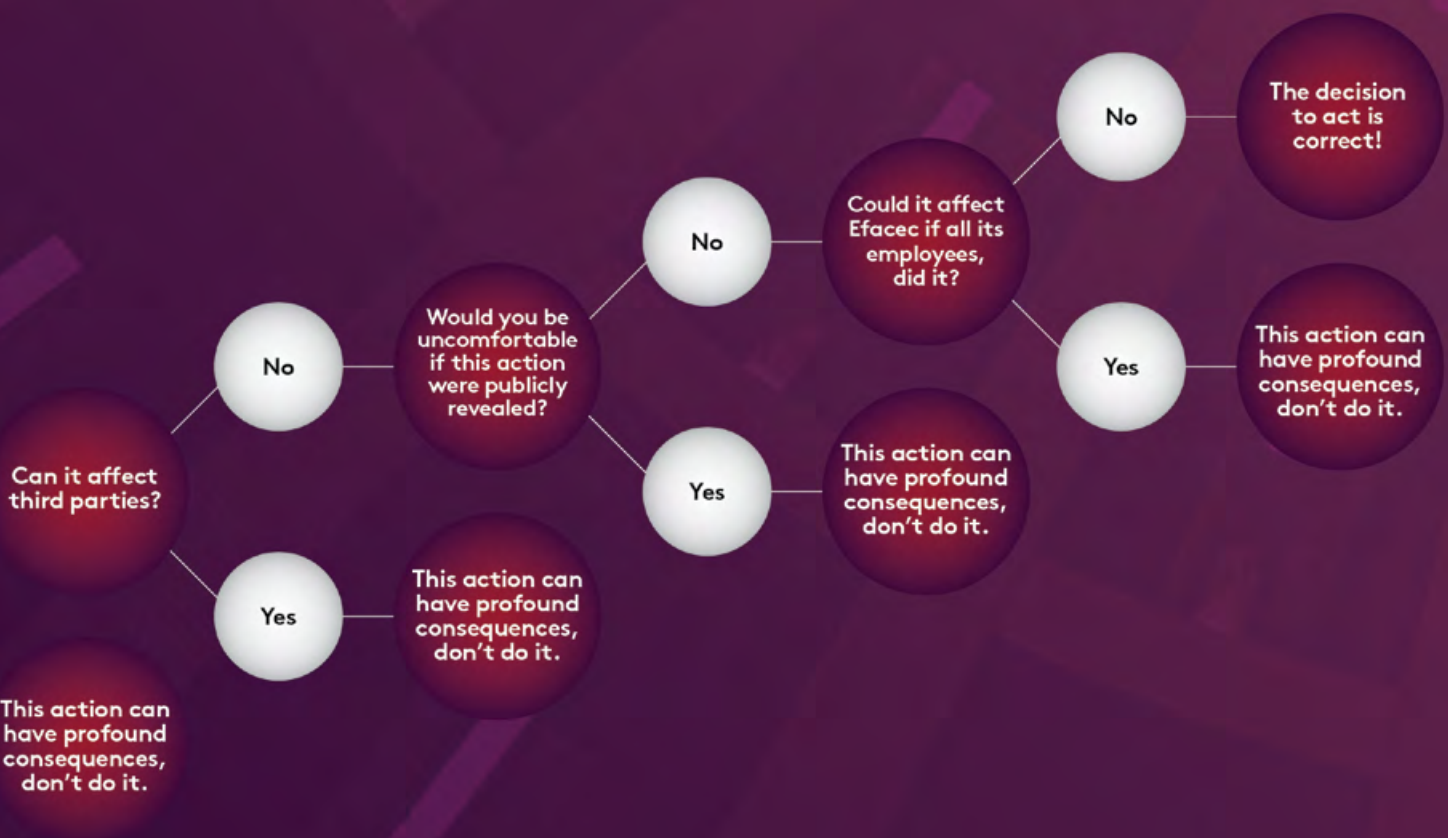 Can it affect
third parties?
No
Would you be
uncomfortable
if this action
were publicly
revealed?
No
Could it affect
Efacec if all its
employees,
did it?
No
The decision
to act is
correct!
Yes
This action can
have profound
consequences,
don't do it.
Yes
This action can
have profound
consequences,
don't do it.
Yes
This action can
have profound
consequences,
don't do it.
This action can
have profound
consequences,
don't do it.